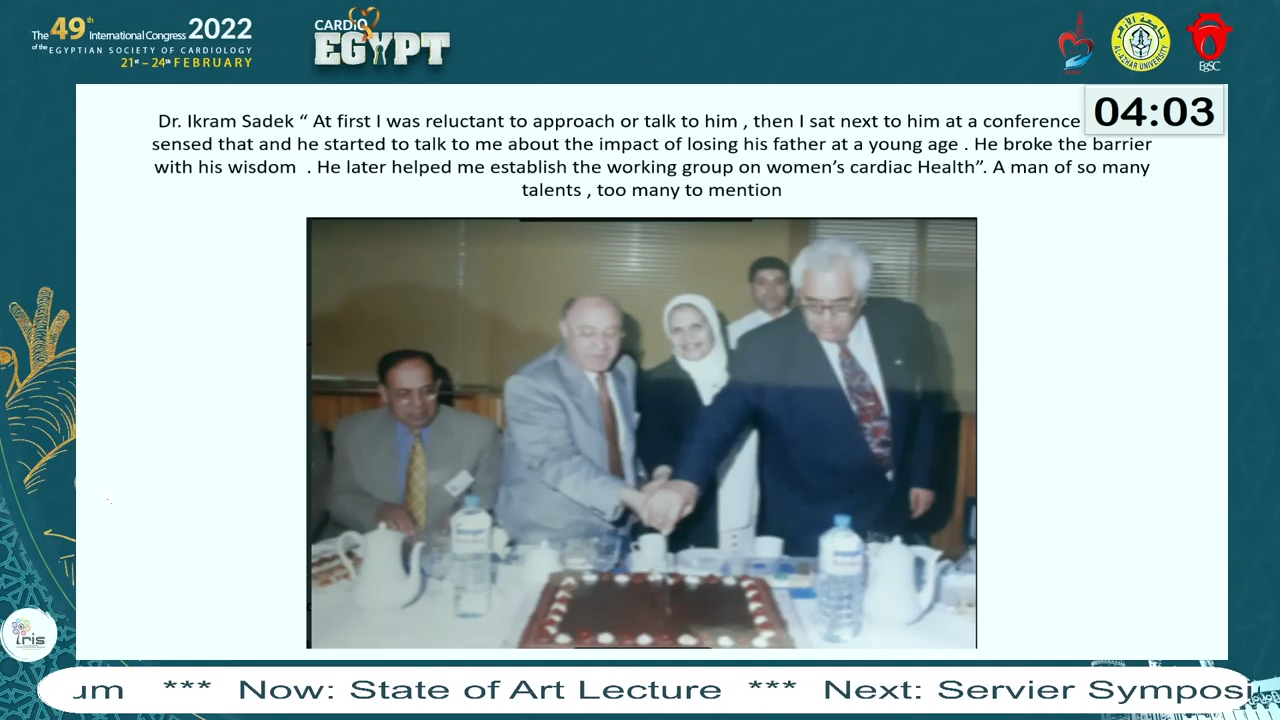 The 49th International Congress 2022
of the EGYPTIAN SOCIETY OF CARDIOLOGY
21st – 24th FEBRUARY
CARDiO
EGYPT
جامعة الأزهر
ALAZHAR UNIVERSITY
EgSC
04:03
Dr. Ikram Sadek “ At first I was reluctant to approach or talk to him , then I sat next to him at a conference
sensed that and he started to talk to me about the impact of losing his father at a young age . He broke the barrier
with his wisdom . He later helped me establish the working group on women’s cardiac Health”. A man of so many
talents , too many to mention
iris
um *** Now: State of Art Lecture *** Next: Servier Symposi